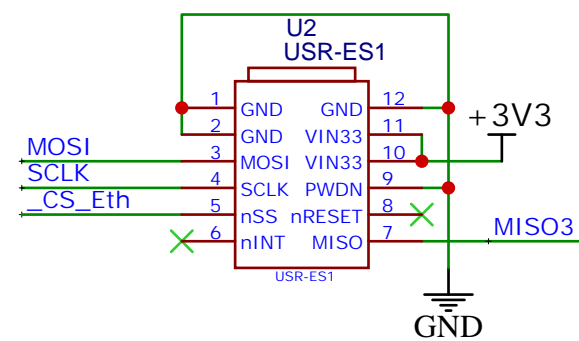 U2
USR-ES1
1 GND GND 12
2 GND VIN33 11
+3V3
MOSI 3 MOSI VIN33 10
SCLK 4 SCLK PWDN 9
_CS_Eth 5 nSS nRESET 8
6 nINT MISO 7 MISO3
USR-ES1
GND